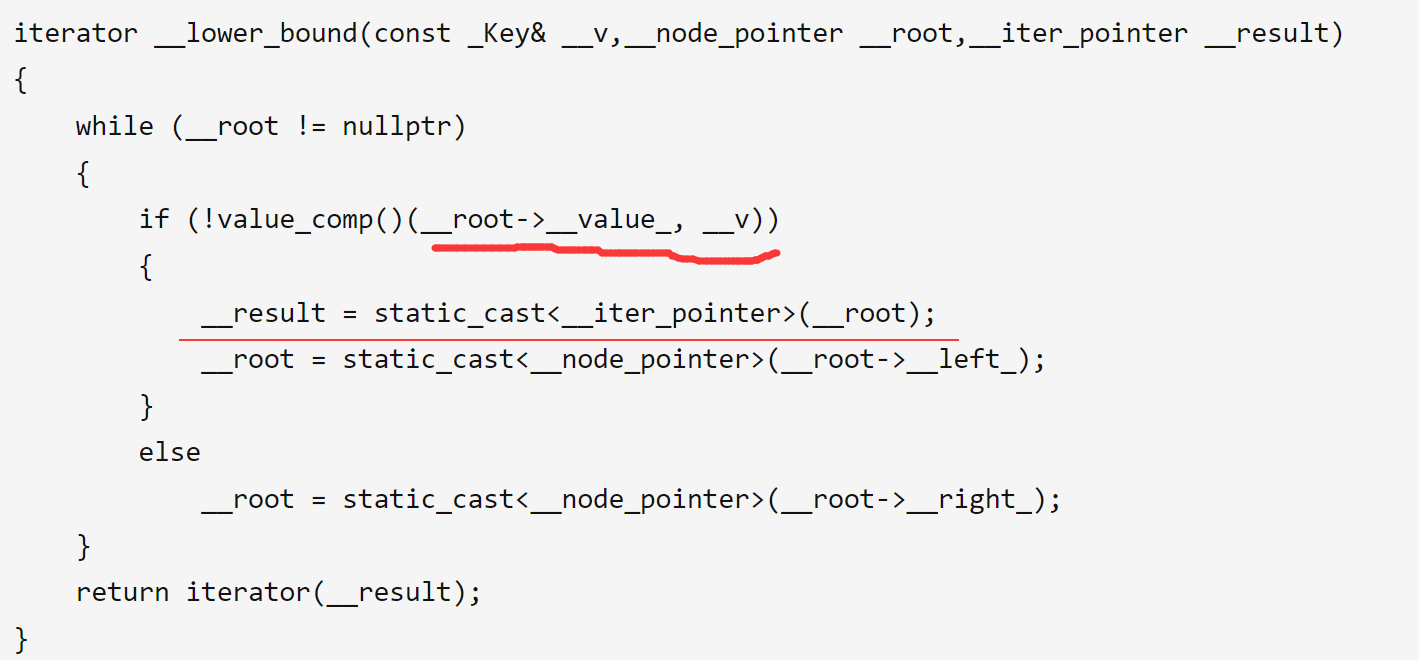 iterator __lower_bound(const _Key& __v,__node_pointer __root,__iter_pointer __result)
{
    while (__root != nullptr)
    {
        if (!value_comp()(__root->__value_, __v))
        {
            __result = static_cast<__iter_pointer>(__root);
            __root = static_cast<__node_pointer>(__root->__left_);
        }
        else
            __root = static_cast<__node_pointer>(__root->__right_);
    }
    return iterator(__result);
}